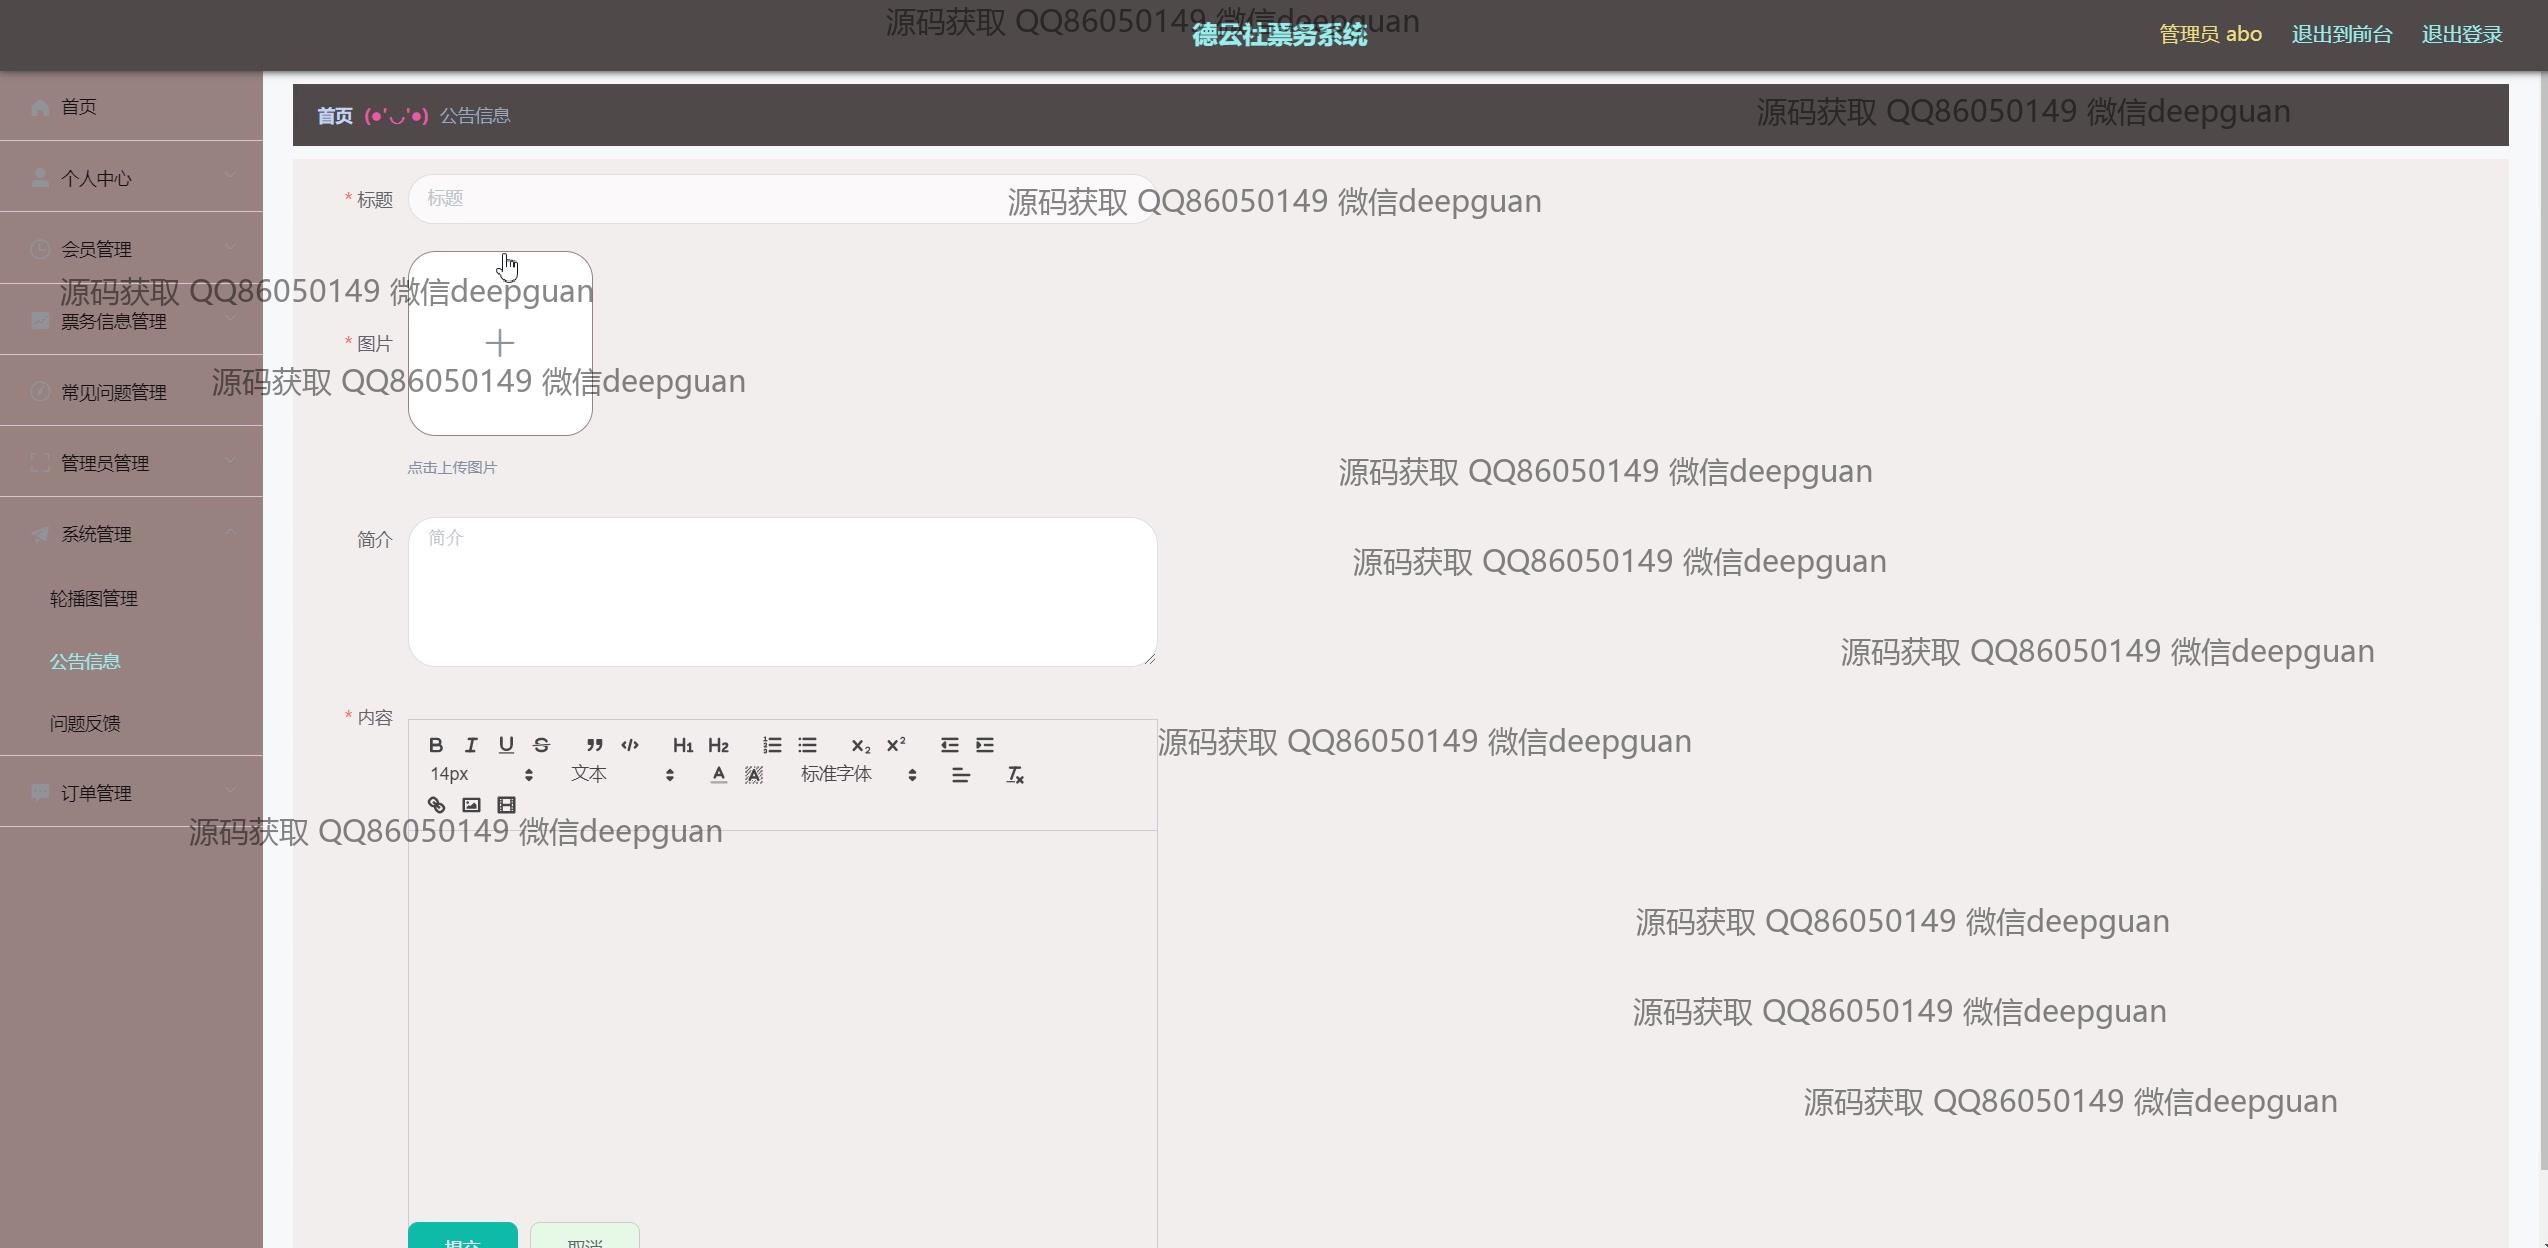 源码获取 QQ86050149 微信deepguan
德云社票务系统
管理员 abo 退出到前台 退出登录
首页
首页 (●'◡'●) 公告信息
源码获取 QQ86050149 微信deepguan
个人中心
* 标题 标题
源码获取 QQ86050149 微信deepguan
会员管理
源码获取 QQ86050149 微信deepguan
票务信息管理
* 图片
常见问题管理
源码获取 QQ86050149 微信deepguan
管理员管理
点击上传图片
源码获取 QQ86050149 微信deepguan
系统管理
简介 简介
源码获取 QQ86050149 微信deepguan
轮播图管理
公告信息
源码获取 QQ86050149 微信deepguan
问题反馈
* 内容
B I U S ” </> H1 H2 X2 X2
源码获取 QQ86050149 微信deepguan
14px 文本 A A 标准字体 Tx
订单管理
源码获取 QQ86050149 微信deepguan
源码获取 QQ86050149 微信deepguan
源码获取 QQ86050149 微信deepguan
源码获取 QQ86050149 微信deepguan
提交 取消